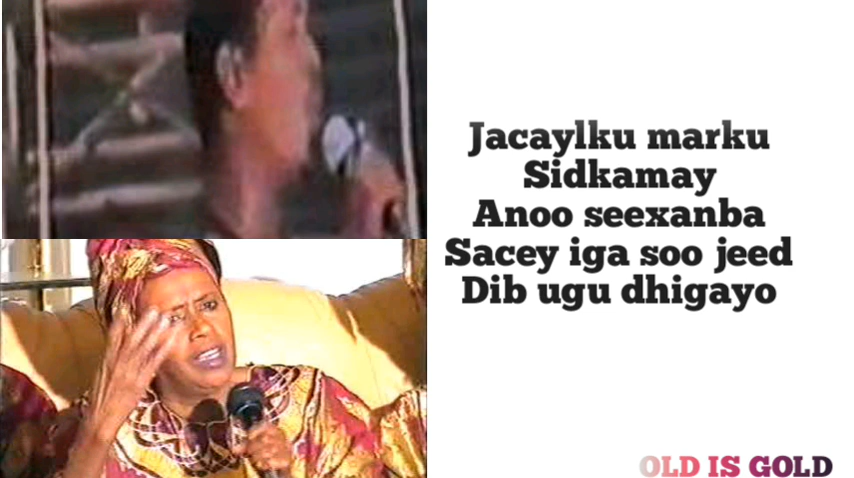 Jacaylku marku
Sidkamay
Anoo seexanba
Sacey iga soo jeed
Dib ugu dhigayo
OLD IS GOLD